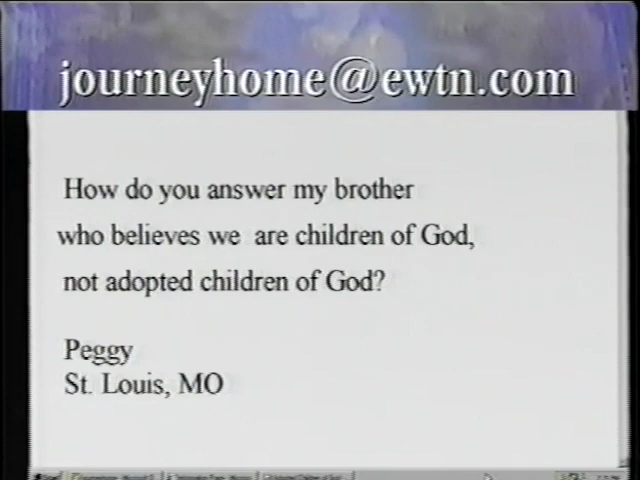 journeyhome@ewtn.com
How do you answer my brother
who believes we are children of God,
not adopted children of God?
Peggy
St. Louis, MO